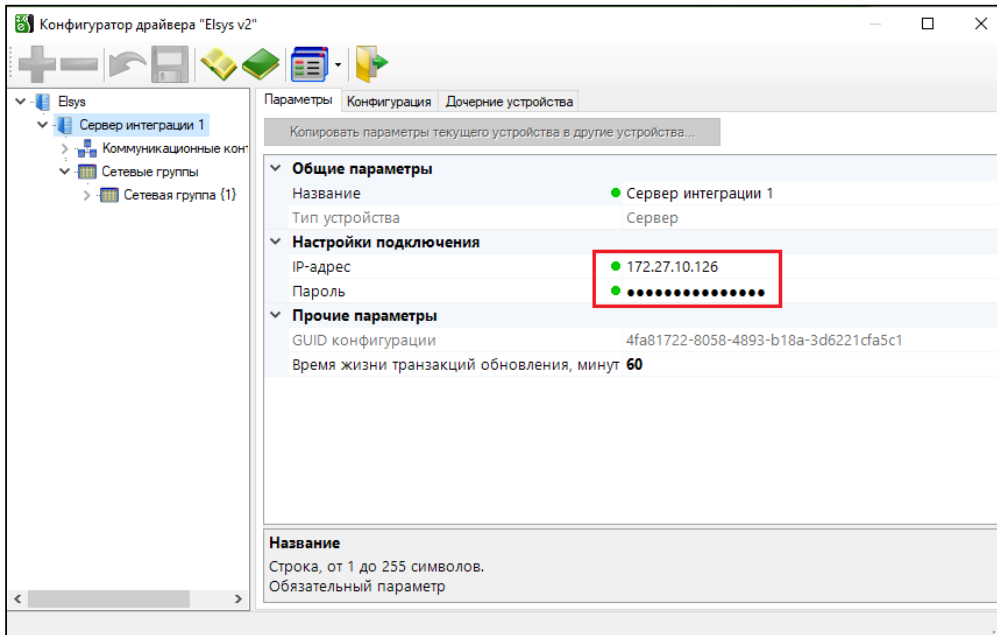 Конфигуратор драйвера "Elsys v2"
Elsys
Сервер интеграции 1
Коммуникационные конт
Сетевые группы
Сетевая группа {1}
Параметры Конфигурация Дочерние устройства
Копировать параметры текущего устройства в другие устройства...
Общие параметры
Название Сервер интеграции 1
Тип устройства Сервер
Настройки подключения
IP-адрес 172.27.10.126
Пароль ●●●●●●●●●●●●●●●
Прочие параметры
GUID конфигурации 4fa81722-8058-4893-b18a-3d6221cfa5c1
Время жизни транзакций обновления, минут 60
Название
Строка, от 1 до 255 символов.
Обязательный параметр